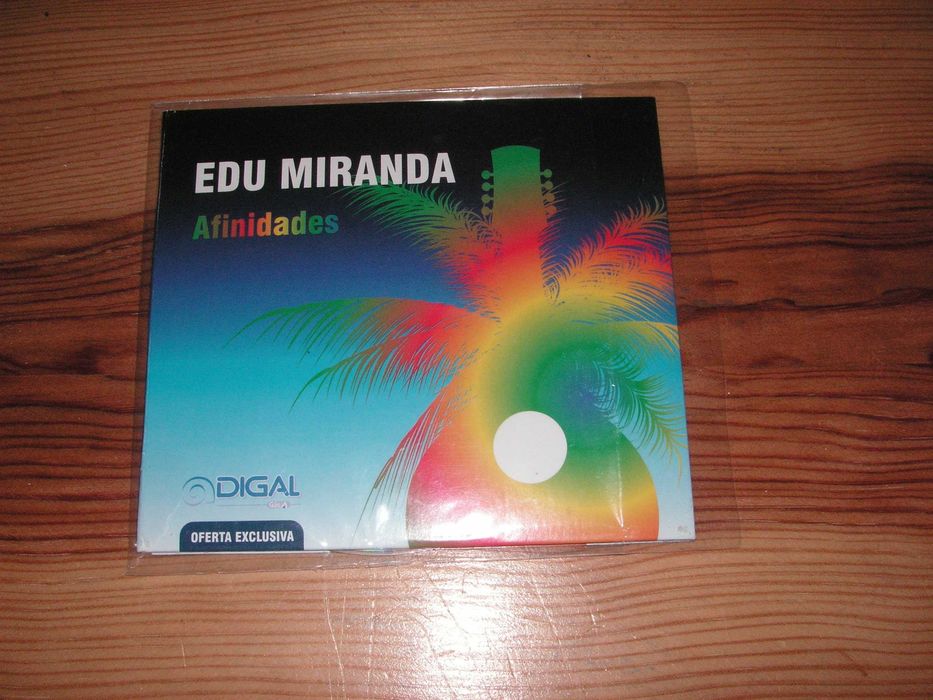 EDU MIRANDA
Afinidades
DIGAL
OFERTA EXCLUSIVA